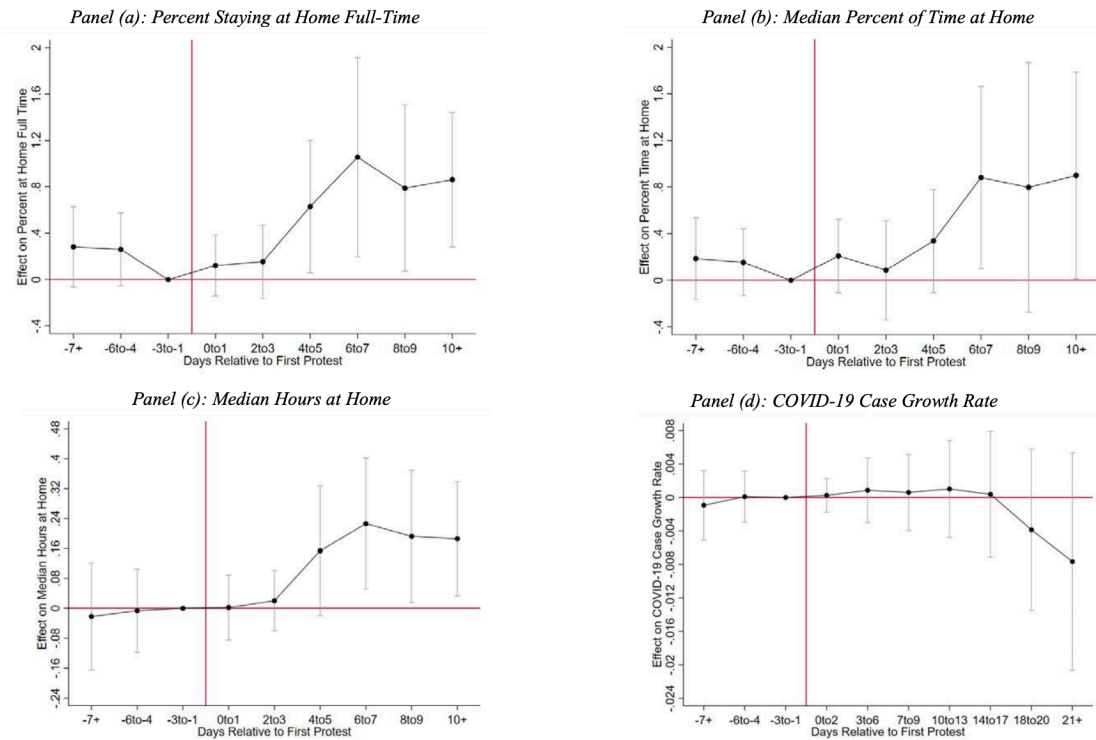 Panel (a): Percent Staying at Home Full-Time
Effect on Percent at Home Full Time
2
1.6
1.2
.8
.4
0
-.4
-7+ -6to-4 -3to-1 0to1 2to3 4to5 6to7 8to9 10+
Days Relative to First Protest
Panel (b): Median Percent of Time at Home
Effect on Percent Time at Home
2
1.6
1.2
.8
.4
0
-.4
-7+ -6to-4 -3to-1 0to1 2to3 4to5 6to7 8to9 10+
Days Relative to First Protest
Panel (c): Median Hours at Home
Effect on Median Hours at Home
.48
.4
.32
.24
.16
.08
0
-.08
-.16
-.24
-7+ -6to-4 -3to-1 0to1 2to3 4to5 6to7 8to9 10+
Days Relative to First Protest
Panel (d): COVID-19 Case Growth Rate
Effect on COVID-19 Case Growth Rate
.008
.004
0
-.004
-.008
-.012
-.016
-.02
-.024
-7+ -6to-4 -3to-1 0to2 3to6 7to9 10to13 14to17 18to20 21+
Days Relative to First Protest